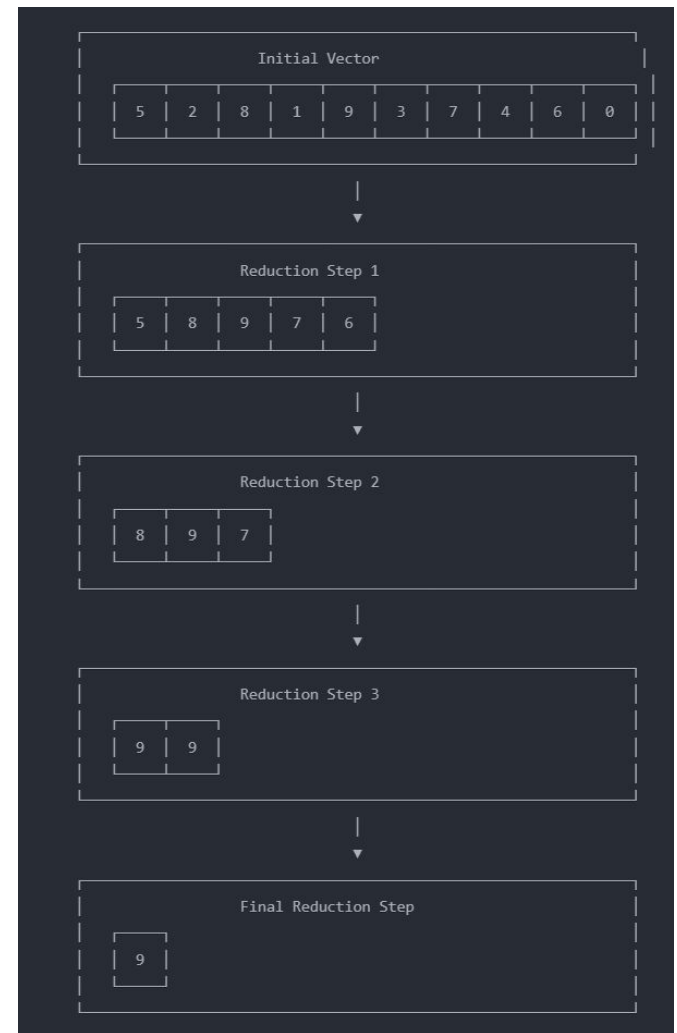 Initial Vector
5 2 8 1 9 3 7 4 6 0
Reduction Step 1
5 8 9 7 6
Reduction Step 2
8 9 7
Reduction Step 3
9 9
Final Reduction Step
9